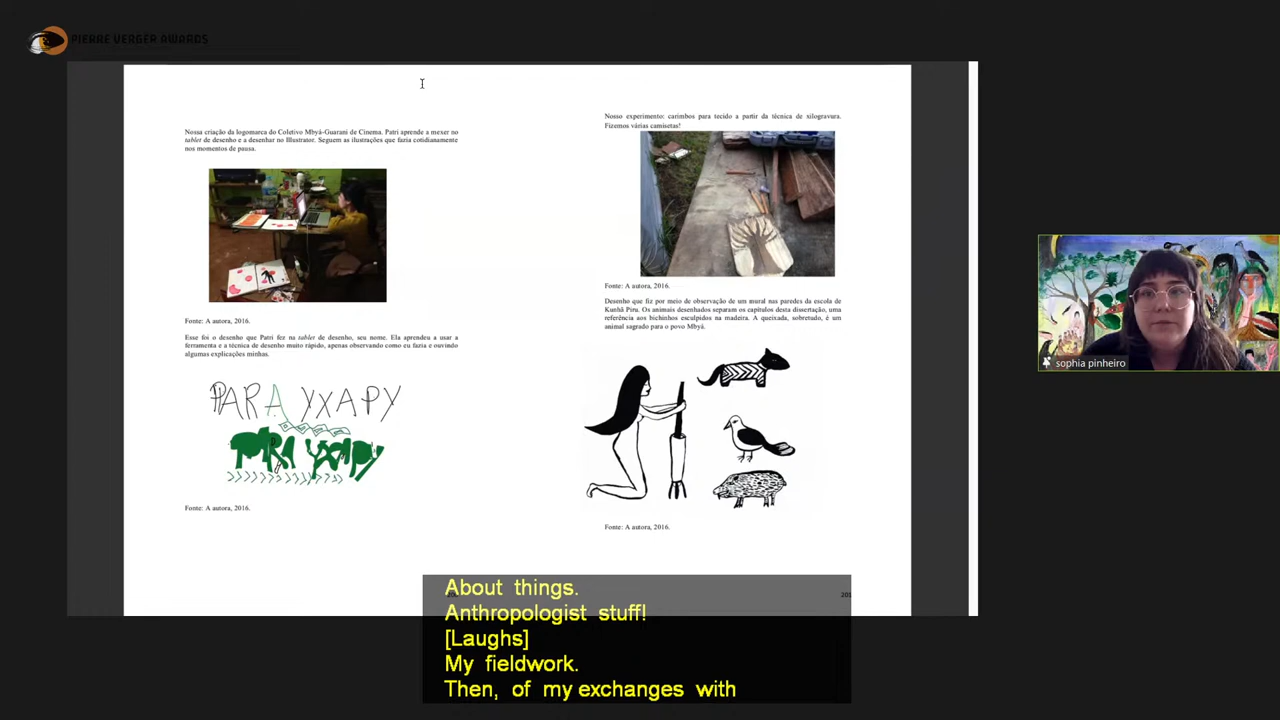 PIERRE VERGER AWARDS
Nossa criação da logomarca do Coletivo Mbyá-Guarani de Cinema. Patri aprende a mexer no
tablet de desenho e a desenhar no Illustrator. Seguem as ilustrações que fazia cotidianamente
nos momentos de pausa.
Fonte: A autora, 2016.
Esse foi o desenho que Patri fez na tablet de desenho, seu nome. Ela aprendeu a usar a
ferramenta e a técnica de desenho muito rápido, apenas observando como eu fazia e ouvindo
algumas explicações minhas.
PARA YXAPY
PARA YXAPY
Fonte: A autora, 2016.
Nosso experimento: carimbos para tecido a partir da técnica de xilogravura.
Fizemos várias camisetas!
Fonte: A autora, 2016.
Desenho que fiz por meio de observação de um mural nas paredes da escola de
Kunhã Piru. Os animais desenhados separam os capítulos desta dissertação, uma
referência aos bichinhos esculpidos na madeira. A queixada, sobretudo, é um
animal sagrado para o povo Mbyá.
Fonte: A autora, 2016.
201
sophia pinheiro
About things.
Anthropologist stuff!
[Laughs]
My fieldwork.
Then, of my exchanges with